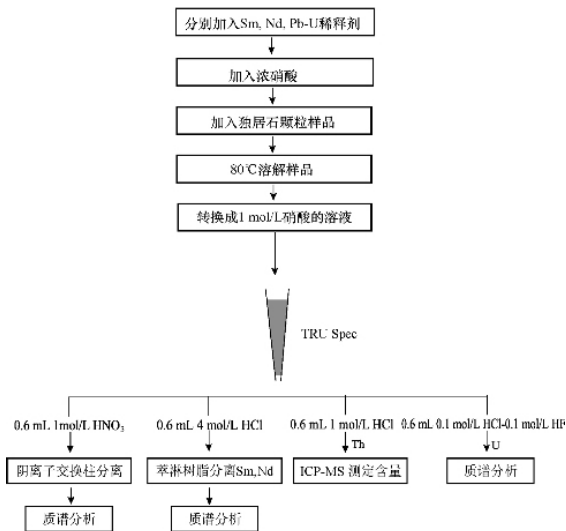 分别加入Sm, Nd, Pb-U稀释剂
加入浓硝酸
加入独居石颗粒样品
80℃溶解样品
转换成1 mol/L硝酸的溶液
TRU Spec
0.6 mL 1mol/L HNO₃
0.6 mL 4 mol/L HCl
0.6 mL 1 mol/L HCl
0.6 mL 0.1 mol/L HCl-0.1 mol/L HF
Th
U
阴离子交换柱分离
萃淋树脂分离Sm,Nd
ICP-MS 测定含量
质谱分析
质谱分析
质谱分析